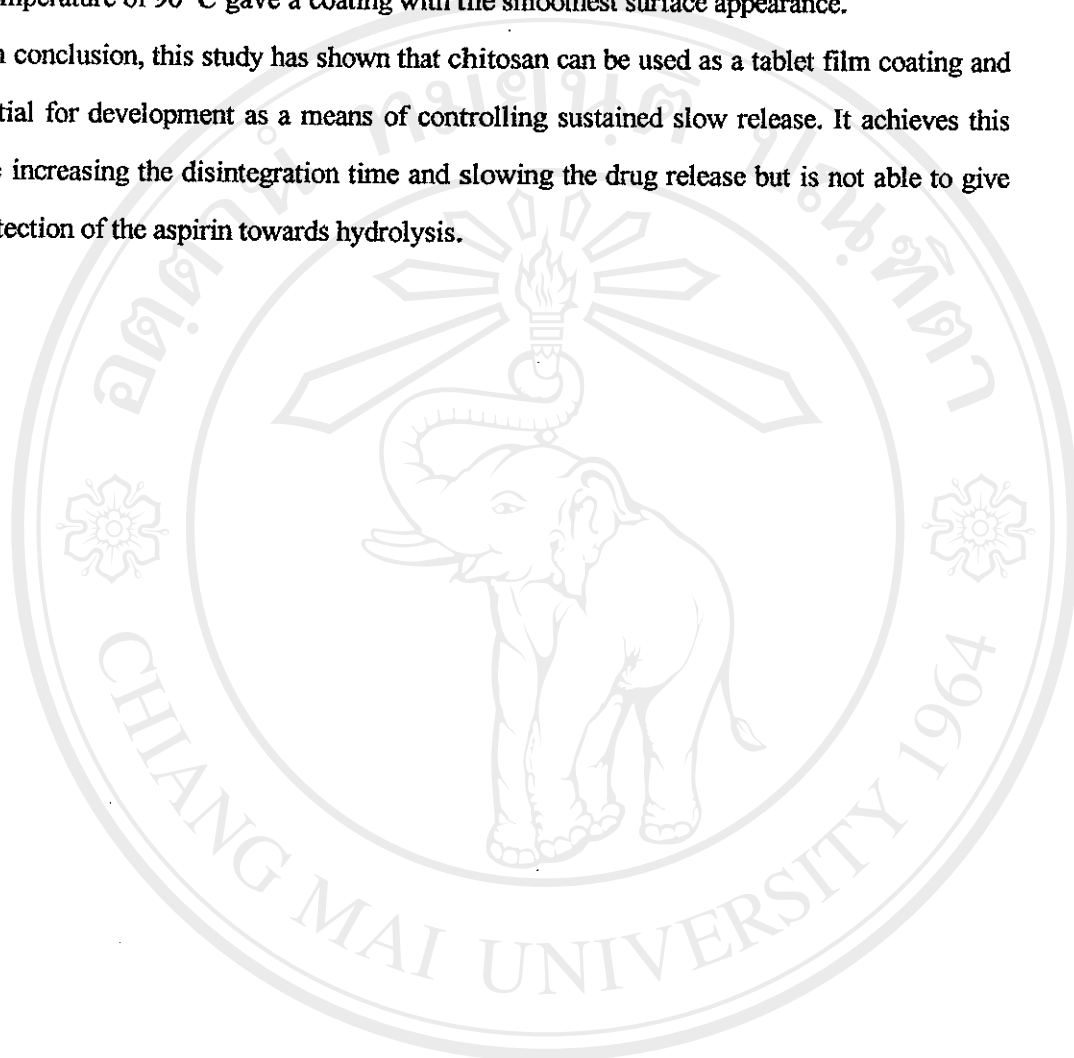 of 90 °C gave a coating with the smoothest surface appearance.
conclusion, this study has shown that chitosan can be used as a tablet film coating and
for development as a means of controlling sustained slow release. It achieves this
increasing the disintegration time and slowing the drug release but is not able to give
of the aspirin towards hydrolysis.
CHIANG MAI UNIVERSITY 1964